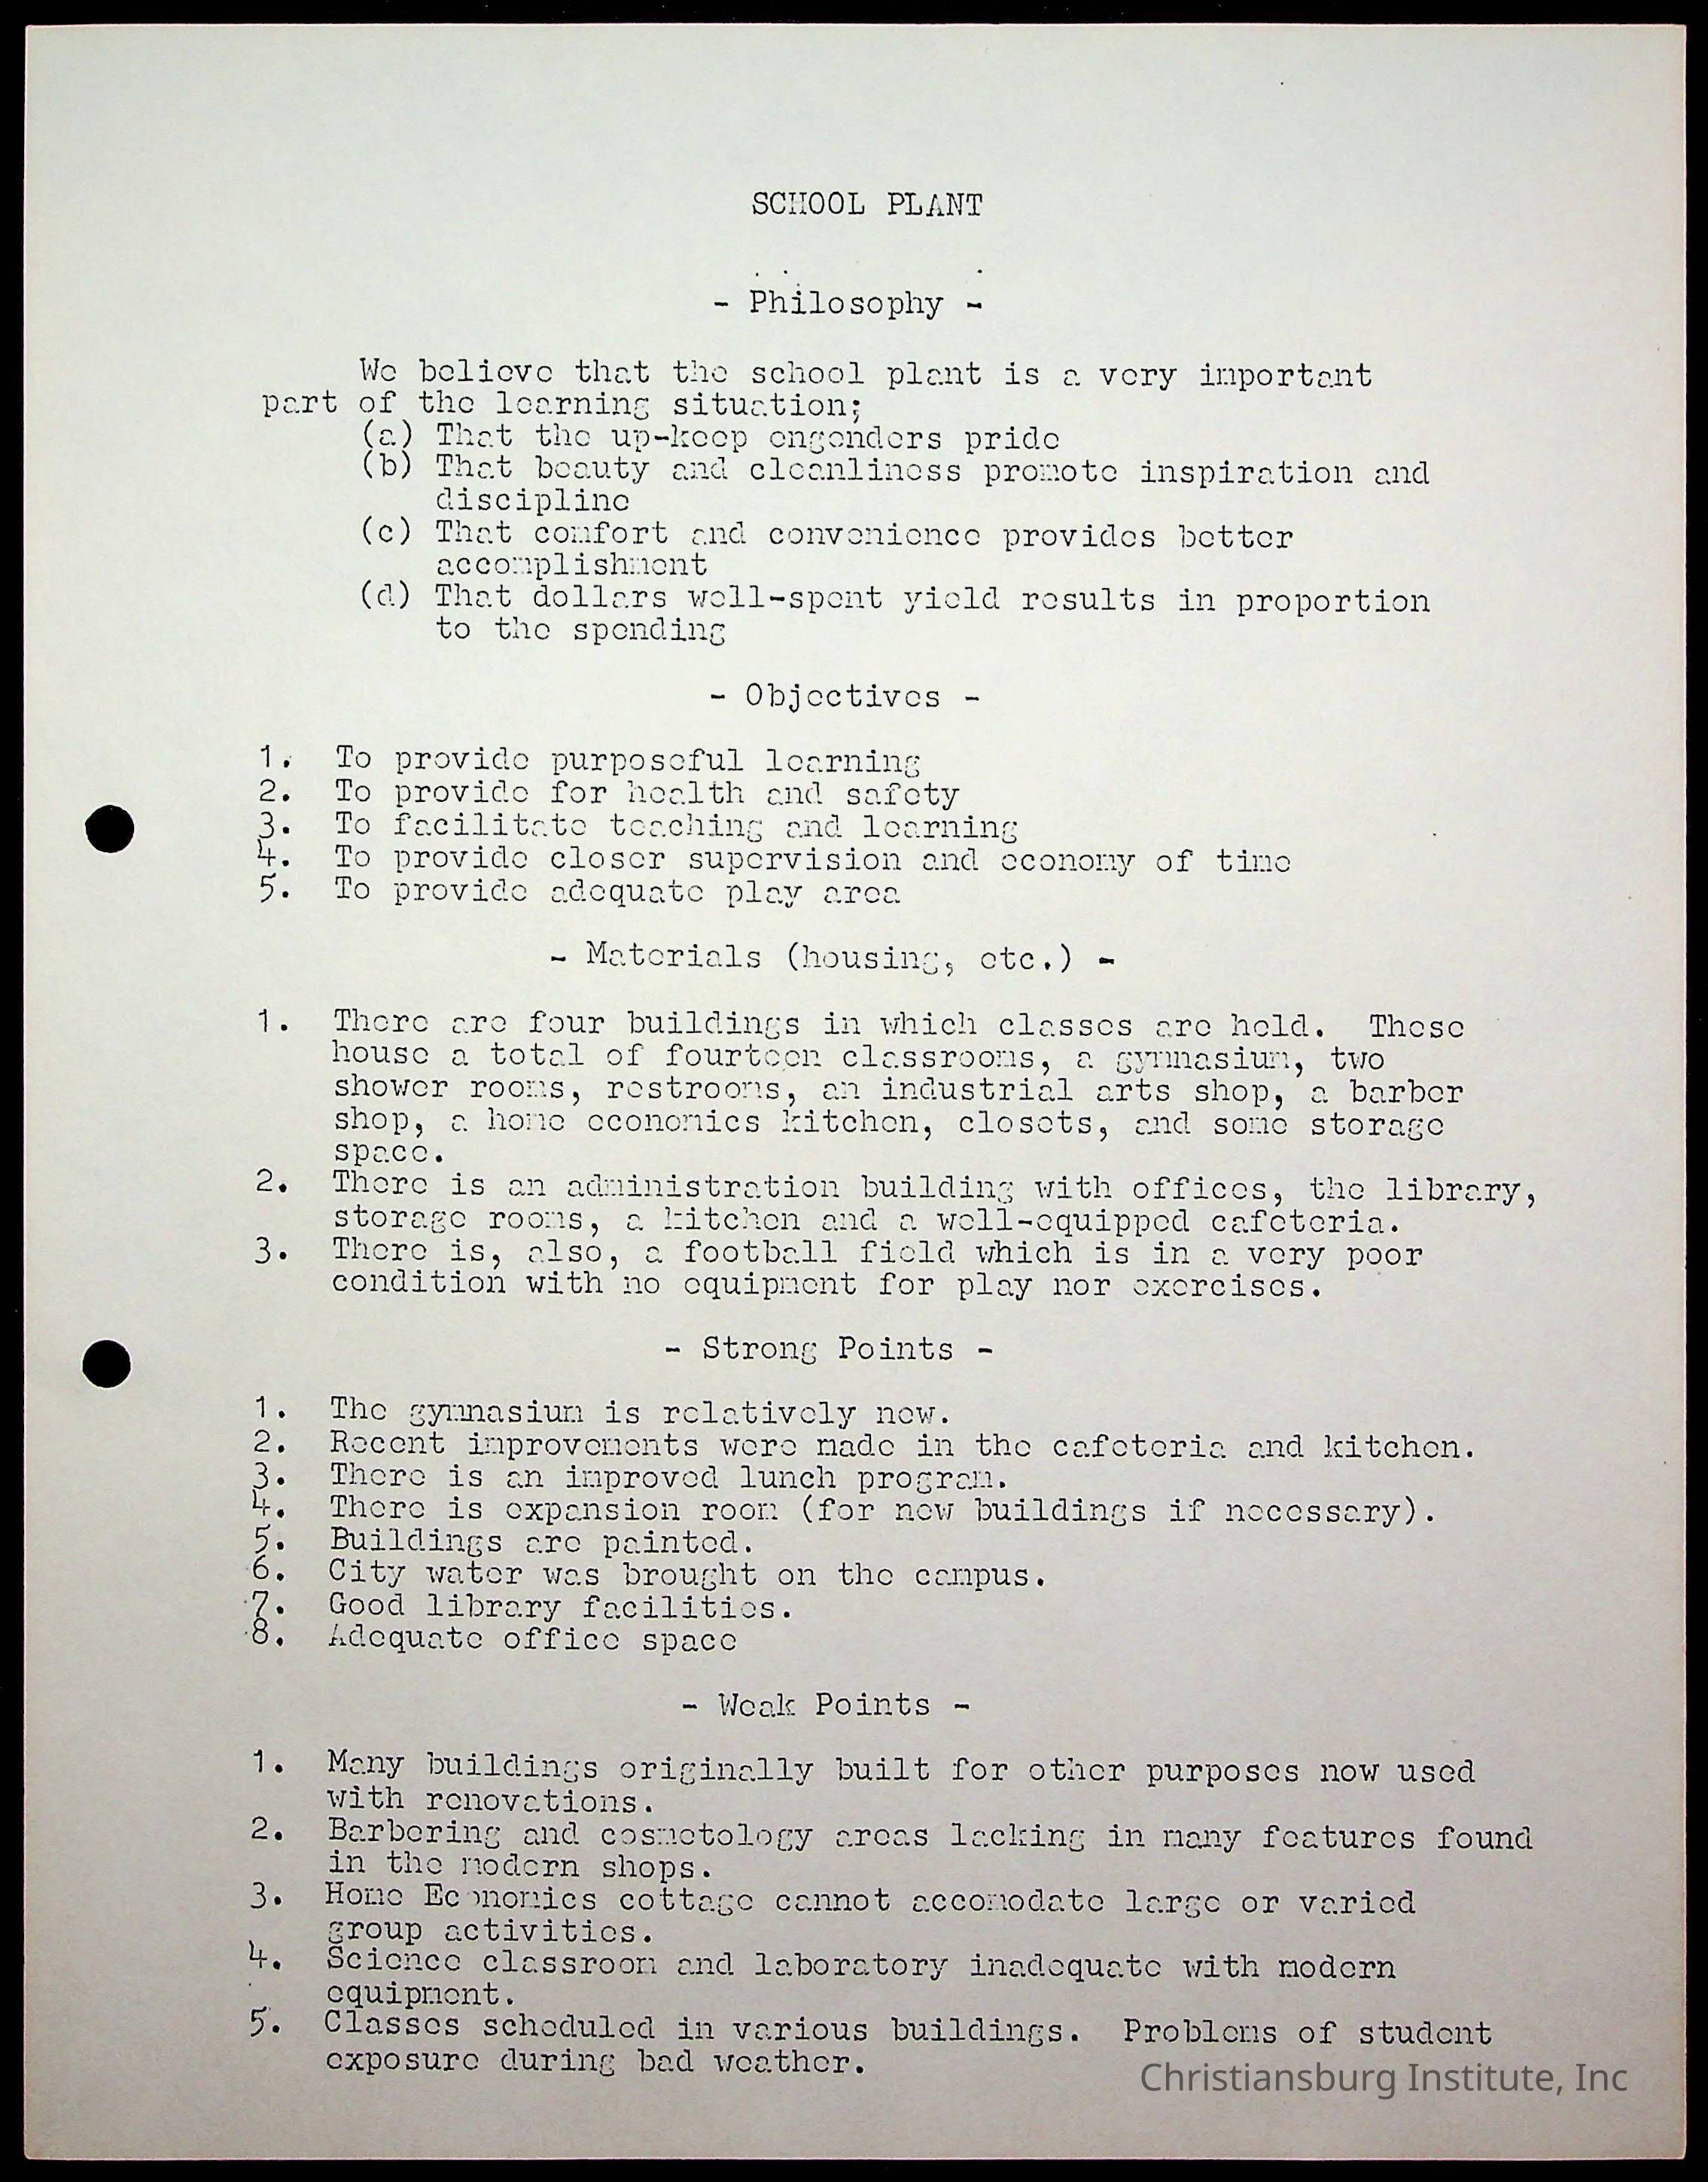 SCHOOL PLANT
- Philosophy -
We believe that the school plant is a very important
part of the learning situation;
(a) That the up-keep engenders pride
(b) That beauty and cleanliness promote inspiration and
discipline
(c) That comfort and convenience provides better
accomplishment
(d) That dollars well-spent yield results in proportion
to the spending
- Objectives -
1. To provide purposeful learning
2. To provide for health and safety
3. To facilitate teaching and learning
4. To provide closer supervision and economy of time
5. To provide adequate play area
- Materials (housing, etc.) -
1. There are four buildings in which classes are held. These
house a total of fourteen classrooms, a gymnasium, two
shower rooms, restrooms, an industrial arts shop, a barber
shop, a home economics kitchen, closets, and some storage
space.
2. There is an administration building with offices, the library,
storage rooms, a kitchen and a well-equipped cafeteria.
3. There is, also, a football field which is in a very poor
condition with no equipment for play nor exercises.
- Strong Points -
1. The gymnasium is relatively new.
2. Recent improvements were made in the cafeteria and kitchen.
3. There is an improved lunch program.
4. There is expansion room (for new buildings if necessary).
5. Buildings are painted.
6. City water was brought on the campus.
7. Good library facilities.
8. Adequate office space
- Weak Points -
1. Many buildings originally built for other purposes now used
with renovations.
2. Barbering and cosmetology areas lacking in many features found
in the modern shops.
3. Home Economics cottage cannot accomodate large or varied
group activities.
4. Science classroom and laboratory inadequate with modern
equipment.
5. Classes scheduled in various buildings. Problems of student
exposure during bad weather.
Christiansburg Institute, Inc